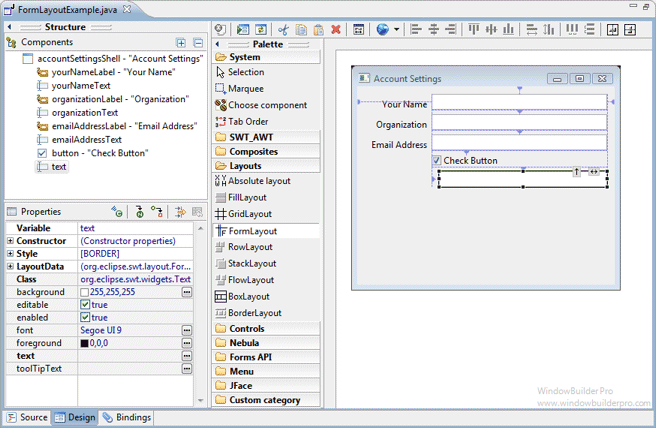 FormLayoutExample.java
Structure
Components
accountSettingsShell - "Account Settings"
yourNameLabel - "Your Name"
yourNameText
organizationLabel - "Organization"
organizationText
emailAddressLabel - "Email Address"
emailAddressText
button - "Check Button"
text
Properties
Variable text
Constructor (Constructor properties)
Style [BORDER]
LayoutData (org.eclipse.swt.layout.For...
Class org.eclipse.swt.widgets.Text
background 255,255,255
editable true
enabled true
font Segoe UI 9
foreground 0,0,0
text
toolTipText
Palette
System
Selection
Marquee
Choose component
Tab Order
SWT_AWT
Composites
Layouts
Absolute layout
FillLayout
GridLayout
FormLayout
RowLayout
StackLayout
FlowLayout
BoxLayout
BorderLayout
Controls
Nebula
Forms API
Menu
JFace
Custom category
Account Settings
Your Name
Organization
Email Address
Check Button
WindowBuilder Pro
www.windowbuilderpro.com
Source Design Bindings